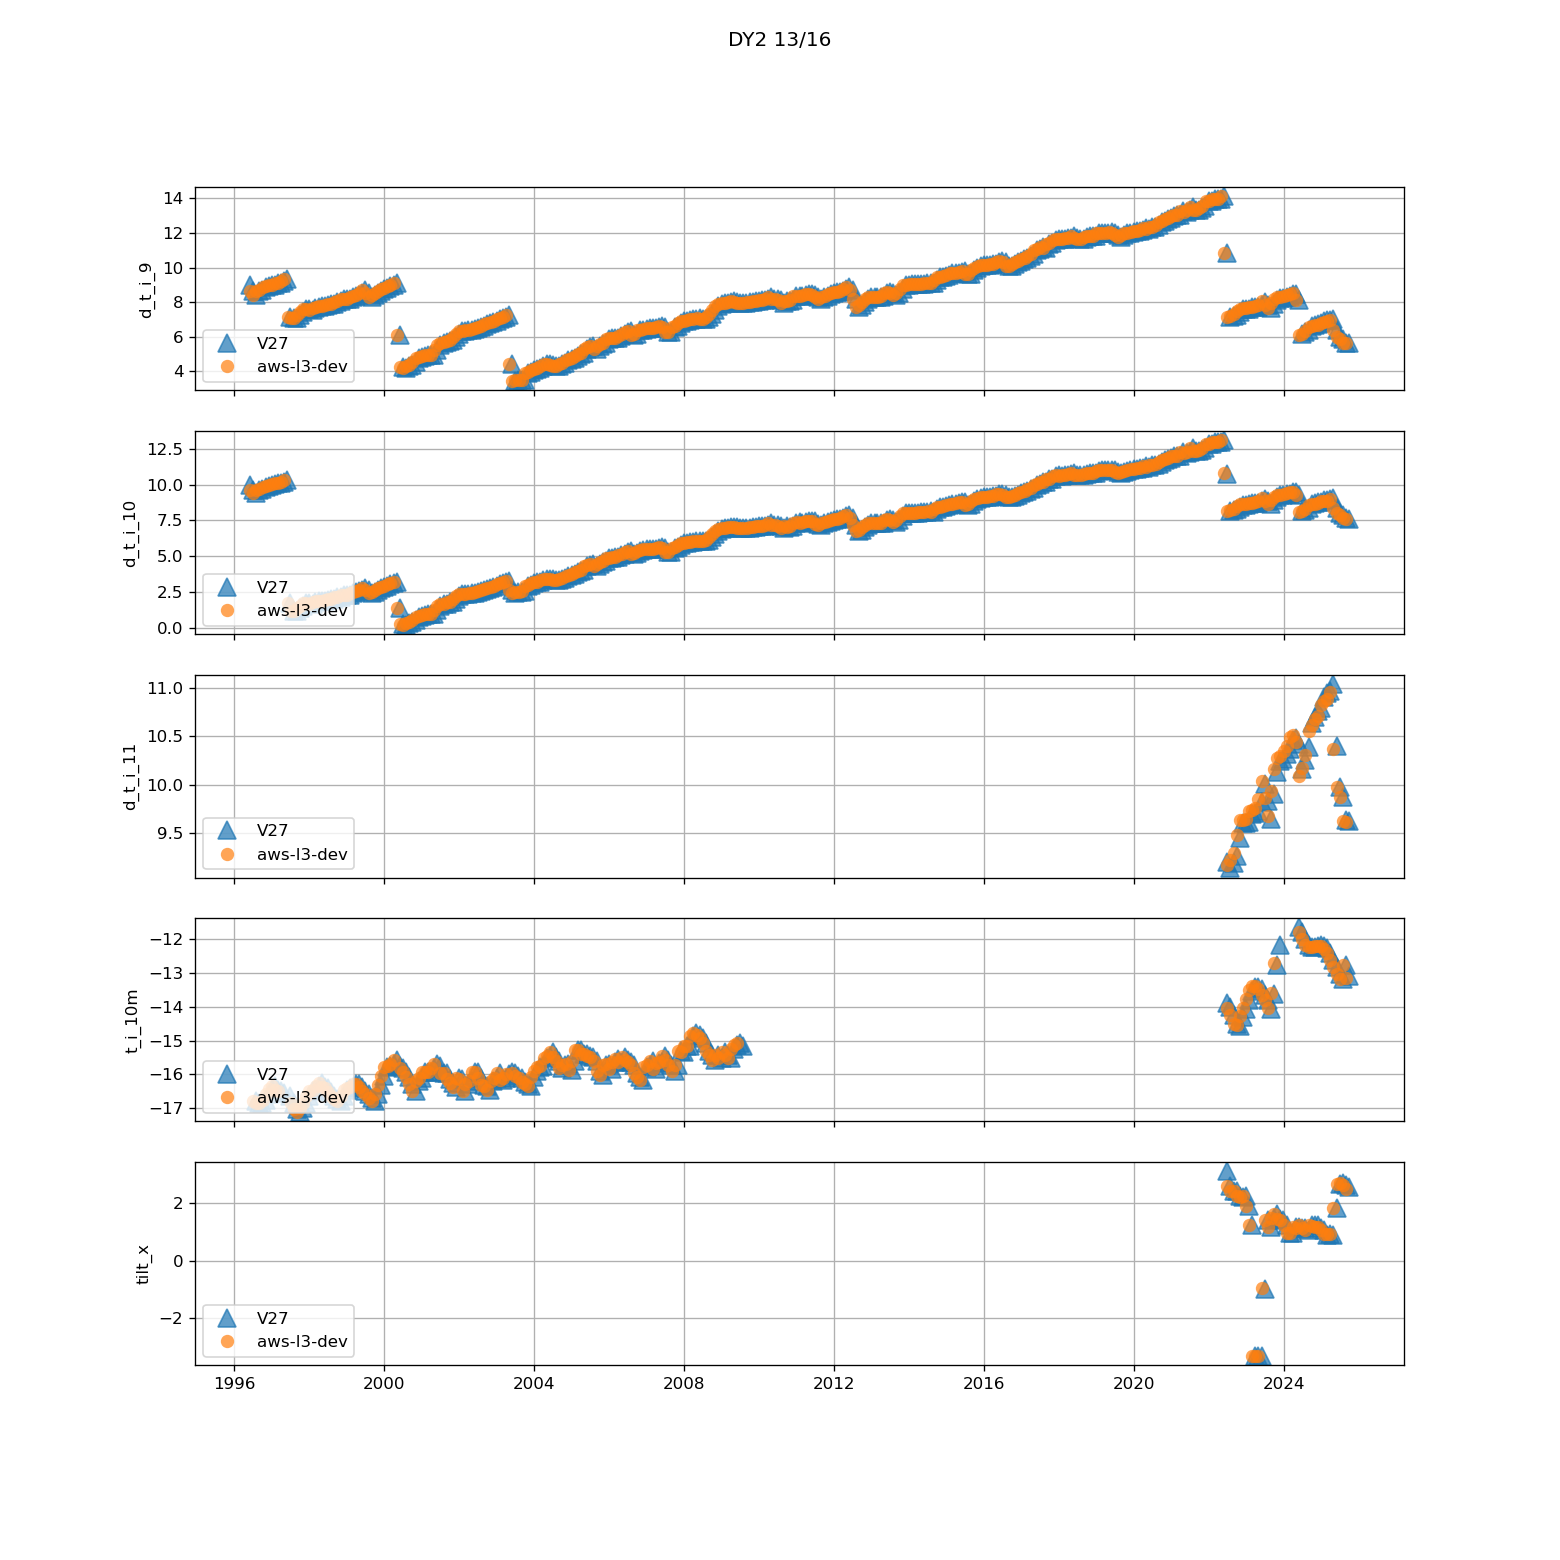 DY2 13/16
14
12
10
8
6
4
d_t_i_9
V27
aws-l3-dev
12.5
10.0
7.5
5.0
2.5
0.0
d_t_i_10
V27
aws-l3-dev
11.0
10.5
10.0
9.5
d_t_i_11
V27
aws-l3-dev
−12
−13
−14
−15
−16
−17
t_i_10m
V27
aws-l3-dev
2
0
−2
tilt_x
V27
aws-l3-dev
1996 2000 2004 2008 2012 2016 2020 2024